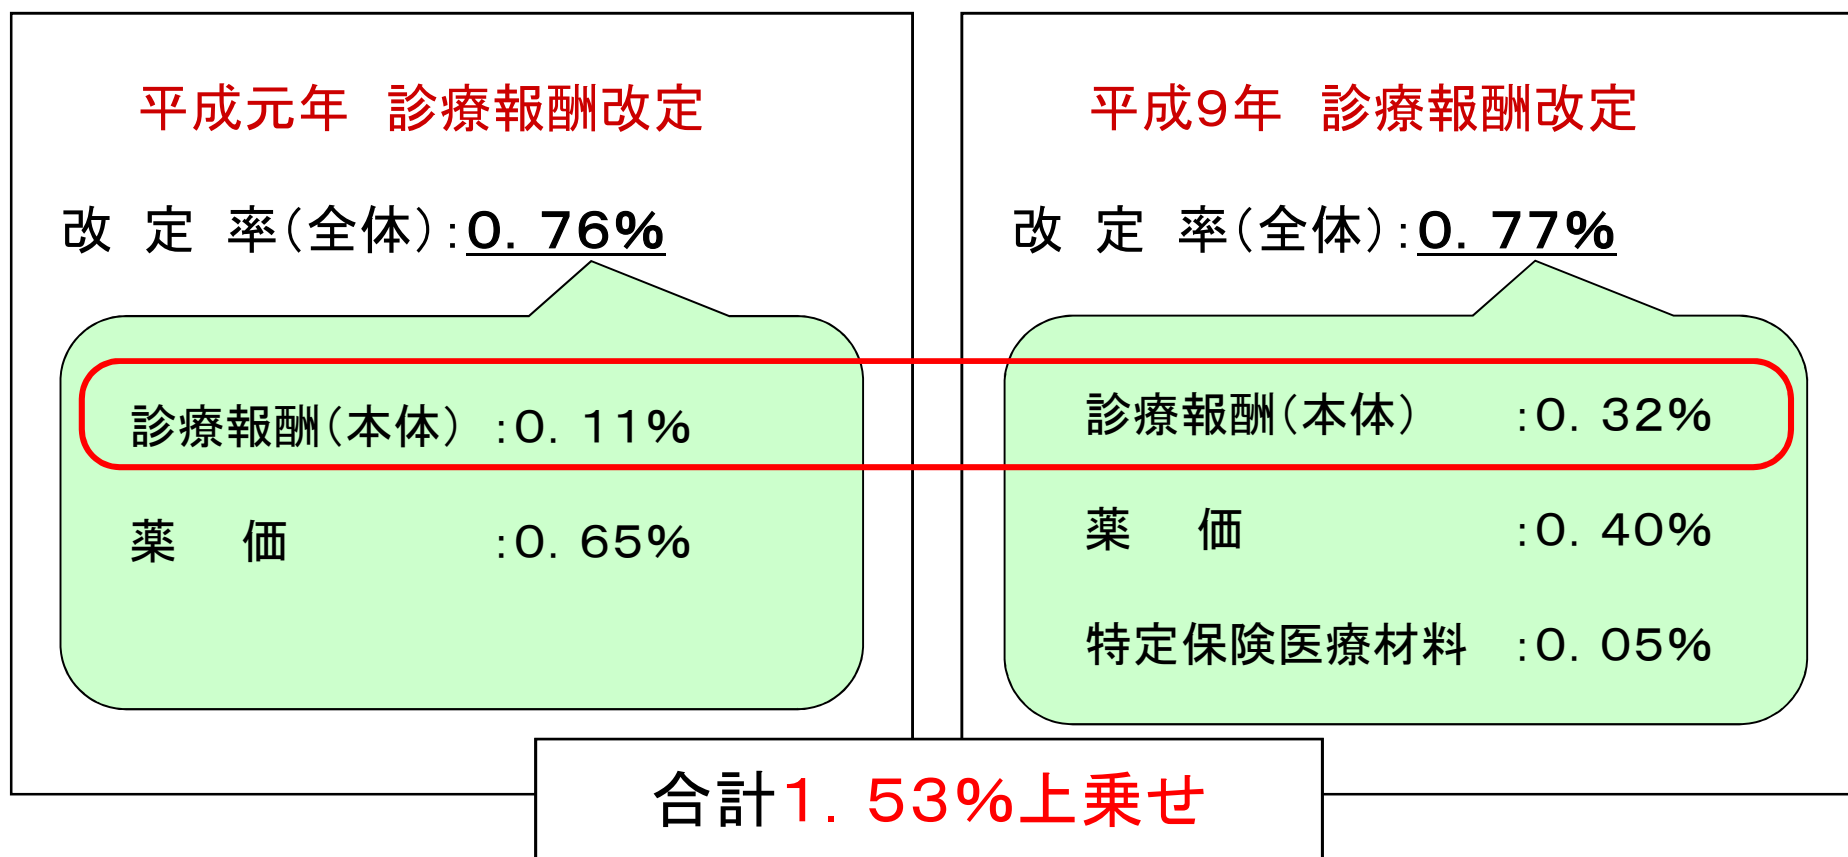 平成元年　診療報酬改定
改　定　率（全体）：０．７６％
診療報酬（本体）　：０．１１％
薬　価　：０．６５％
平成９年　診療報酬改定
改　定　率（全体）：０．７７％
診療報酬（本体）　：０．３２％
薬　価　：０．４０％
特定保険医療材料　：０．０５％
合計１．５３％上乗せ